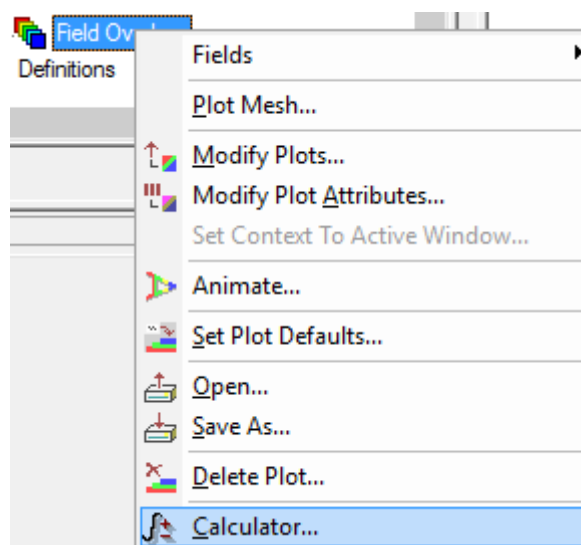 Field Ov
Definitions
Fields
Plot Mesh...
Modify Plots...
Modify Plot Attributes...
Set Context To Active Window...
Animate...
Set Plot Defaults...
Open...
Save As...
Delete Plot...
Calculator...